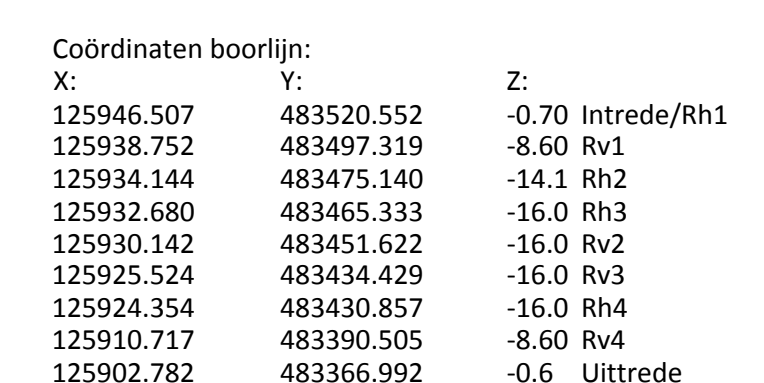 Coördinaten boorlijn:
X: Y: Z:
125946.507 483520.552 -0.70 Intrede/Rh1
125938.752 483497.319 -8.60 Rv1
125934.144 483475.140 -14.1 Rh2
125932.680 483465.333 -16.0 Rh3
125930.142 483451.622 -16.0 Rv2
125925.524 483434.429 -16.0 Rv3
125924.354 483430.857 -16.0 Rh4
125910.717 483390.505 -8.60 Rv4
125902.782 483366.992 -0.6 Uittrede